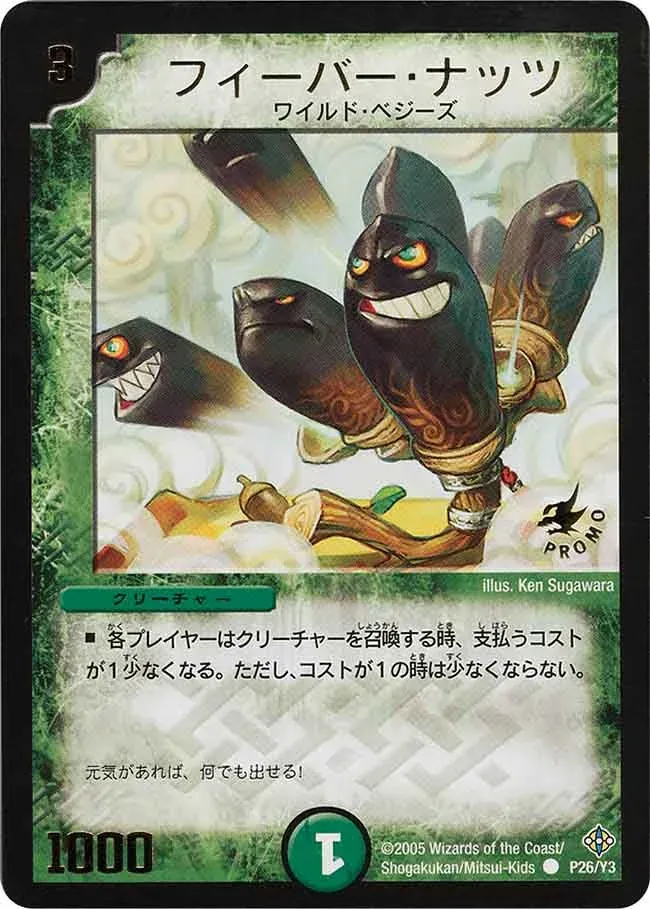 3
フィーバー・ナッツ
ワイルド・ベジーズ
PROMO
illus. Ken Sugawara
クリーチャー
■ 各プレイヤーはクリーチャーを召喚する時、支払うコスト
が1少なくなる。ただし、コストが1の時は少なくならない。
元気があれば、何でも出せる!
1000
1
©2005 Wizards of the Coast/
Shogakukan/Mitsui-Kids
P26/Y3